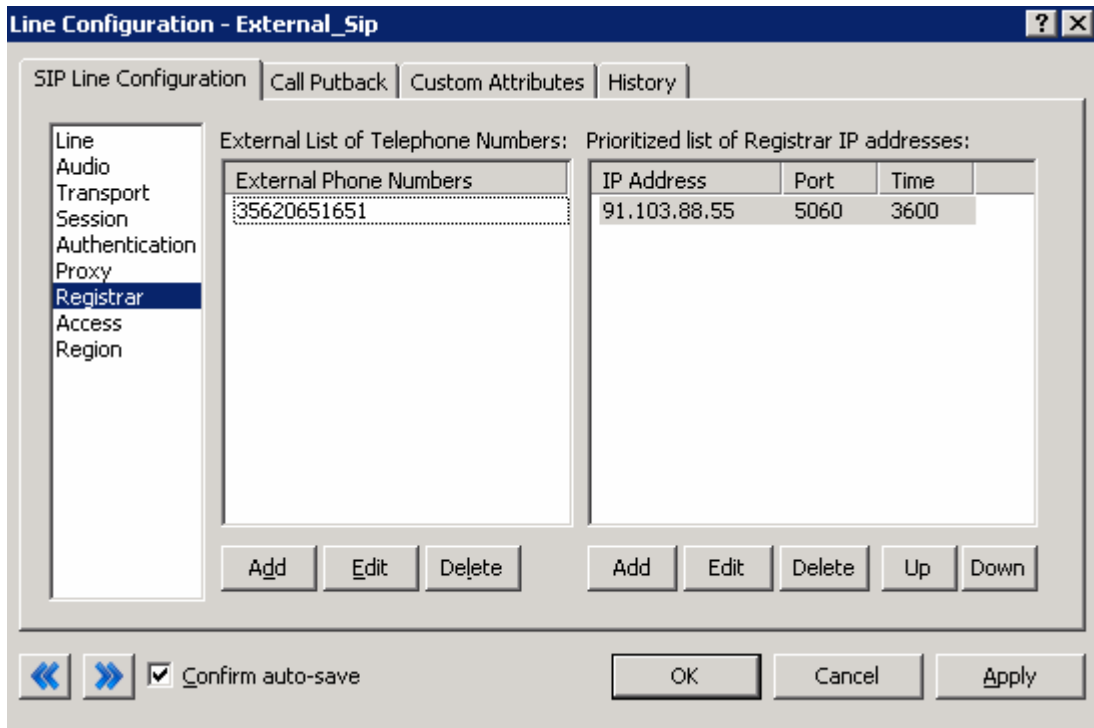 Line Configuration - External_Sip
SIP Line Configuration
Call Putback
Custom Attributes
History
Line
Audio
Transport
Session
Authentication
Proxy
Registrar
Access
Region
External List of Telephone Numbers:
External Phone Numbers
35620651651
Add
Edit
Delete
Prioritized list of Registrar IP addresses:
IP Address Port Time
91.103.88.55 5060 3600
Add
Edit
Delete
Up
Down
Confirm auto-save
OK
Cancel
Apply